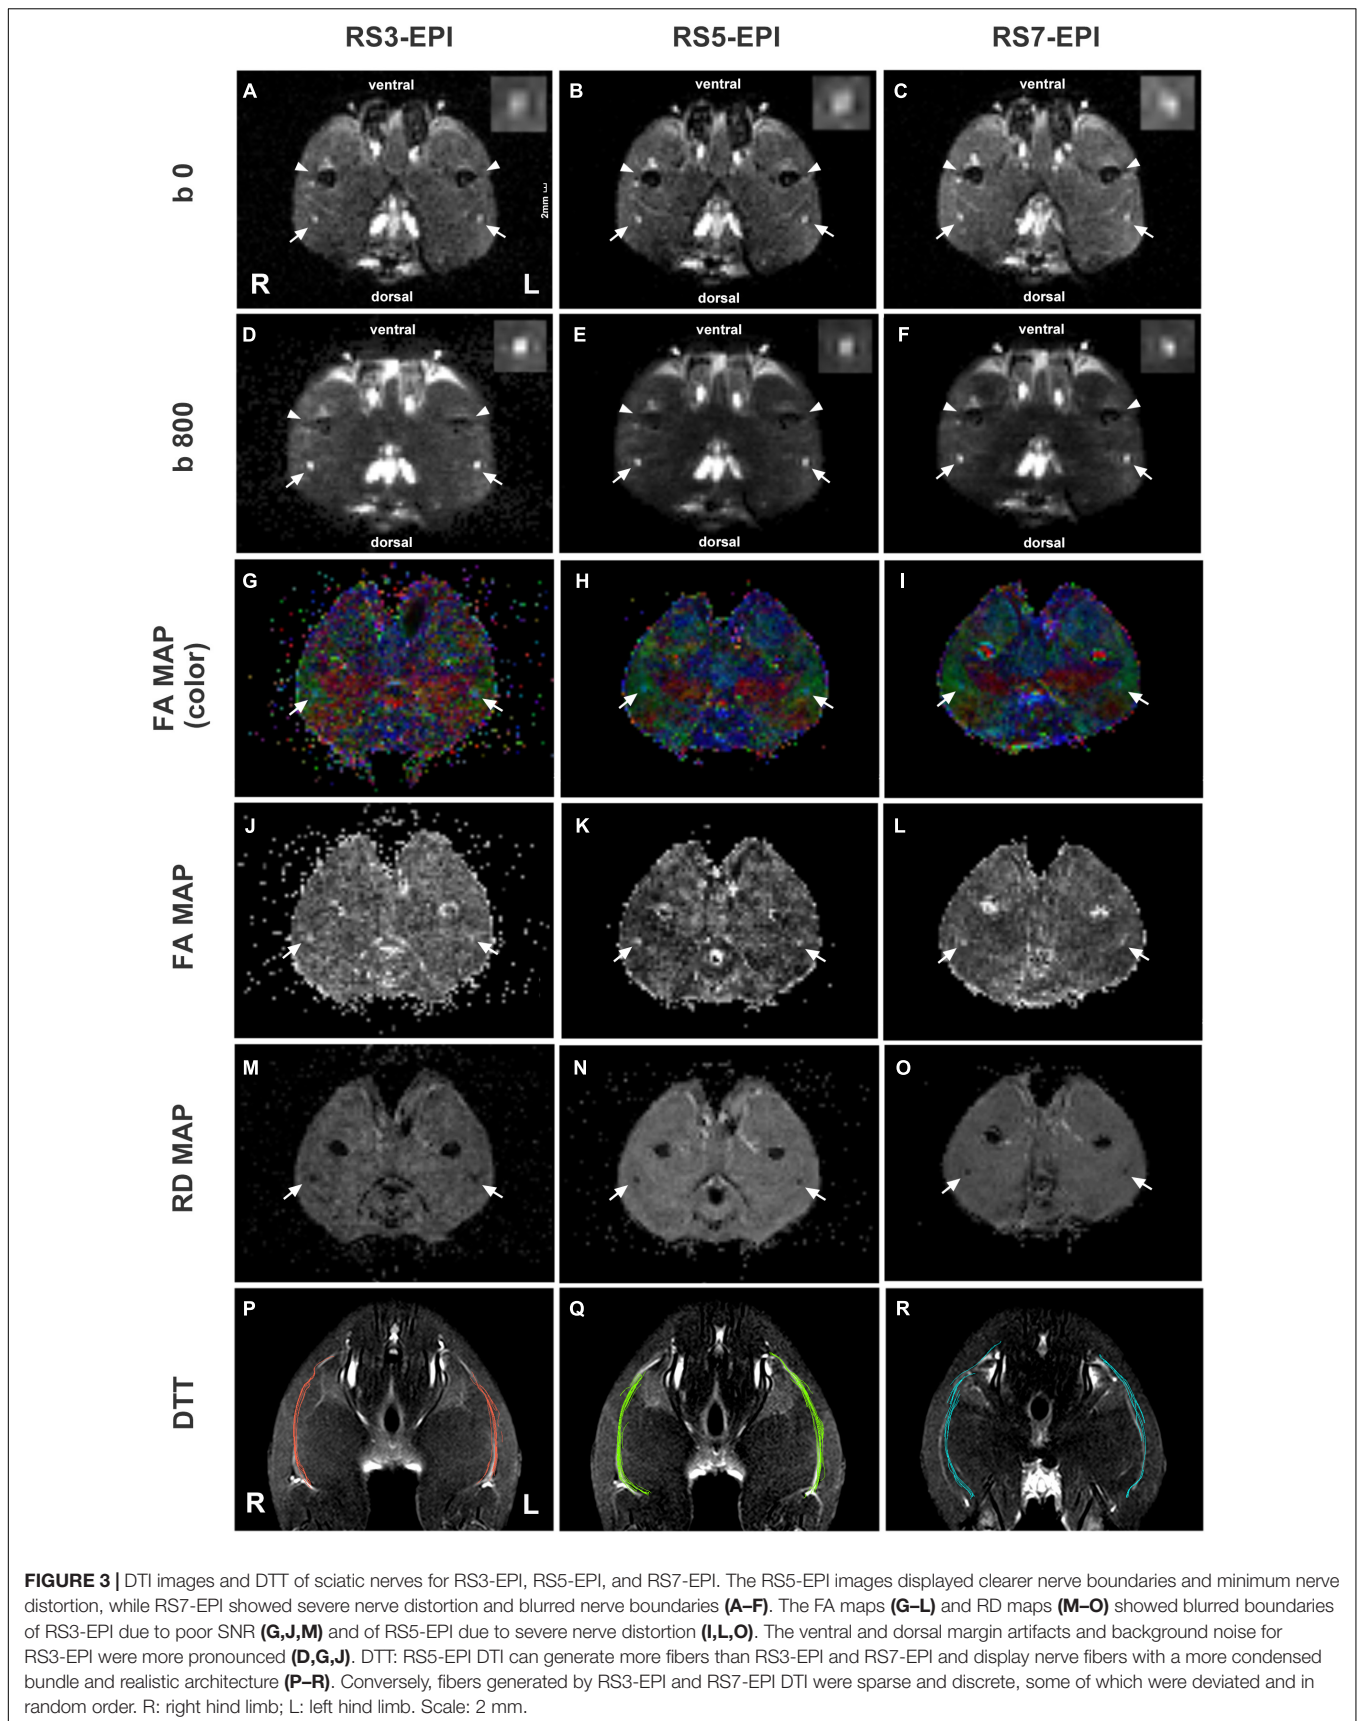 RS3-EPI RS5-EPI RS7-EPI
b 0
A ventral B ventral C ventral
2mm
R dorsal L dorsal dorsal
b 800
D ventral E ventral F ventral
dorsal dorsal dorsal
FA MAP
(color)
G H I
FA MAP
J K L
RD MAP
M N O
DTT
P Q R
R L
FIGURE 3 | DTI images and DTT of sciatic nerves for RS3-EPI, RS5-EPI, and RS7-EPI. The RS5-EPI images displayed clearer nerve boundaries and minimum nerve
distortion, while RS7-EPI showed severe nerve distortion and blurred nerve boundaries (A–F). The FA maps (G–L) and RD maps (M–O) showed blurred boundaries
of RS3-EPI due to poor SNR (G,J,M) and of RS5-EPI due to severe nerve distortion (I,L,O). The ventral and dorsal margin artifacts and background noise for
RS3-EPI were more pronounced (D,G,J). DTT: RS5-EPI DTI can generate more fibers than RS3-EPI and RS7-EPI and display nerve fibers with a more condensed
bundle and realistic architecture (P–R). Conversely, fibers generated by RS3-EPI and RS7-EPI DTI were sparse and discrete, some of which were deviated and in
random order. R: right hind limb; L: left hind limb. Scale: 2 mm.